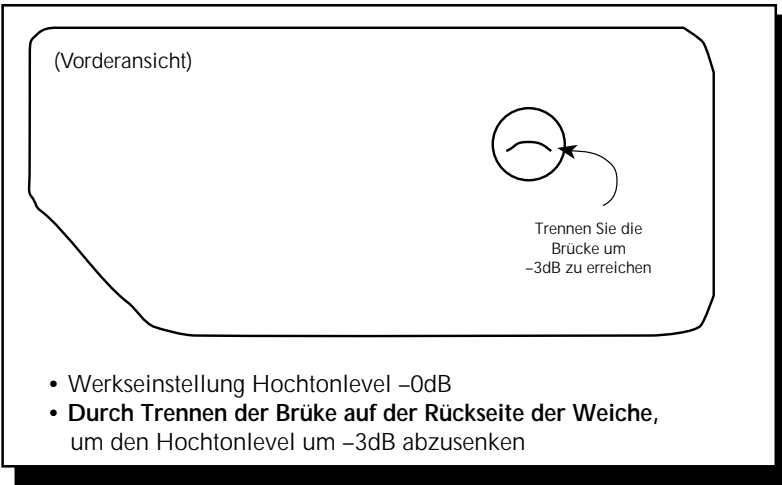 (Vorderansicht)
Trennen Sie die
Brücke um
–3dB zu erreichen
• Werkseinstellung Hochtonlevel –0dB
• Durch Trennen der Brüke auf der Rückseite der Weiche,
um den Hochtonlevel um –3dB abzusenken